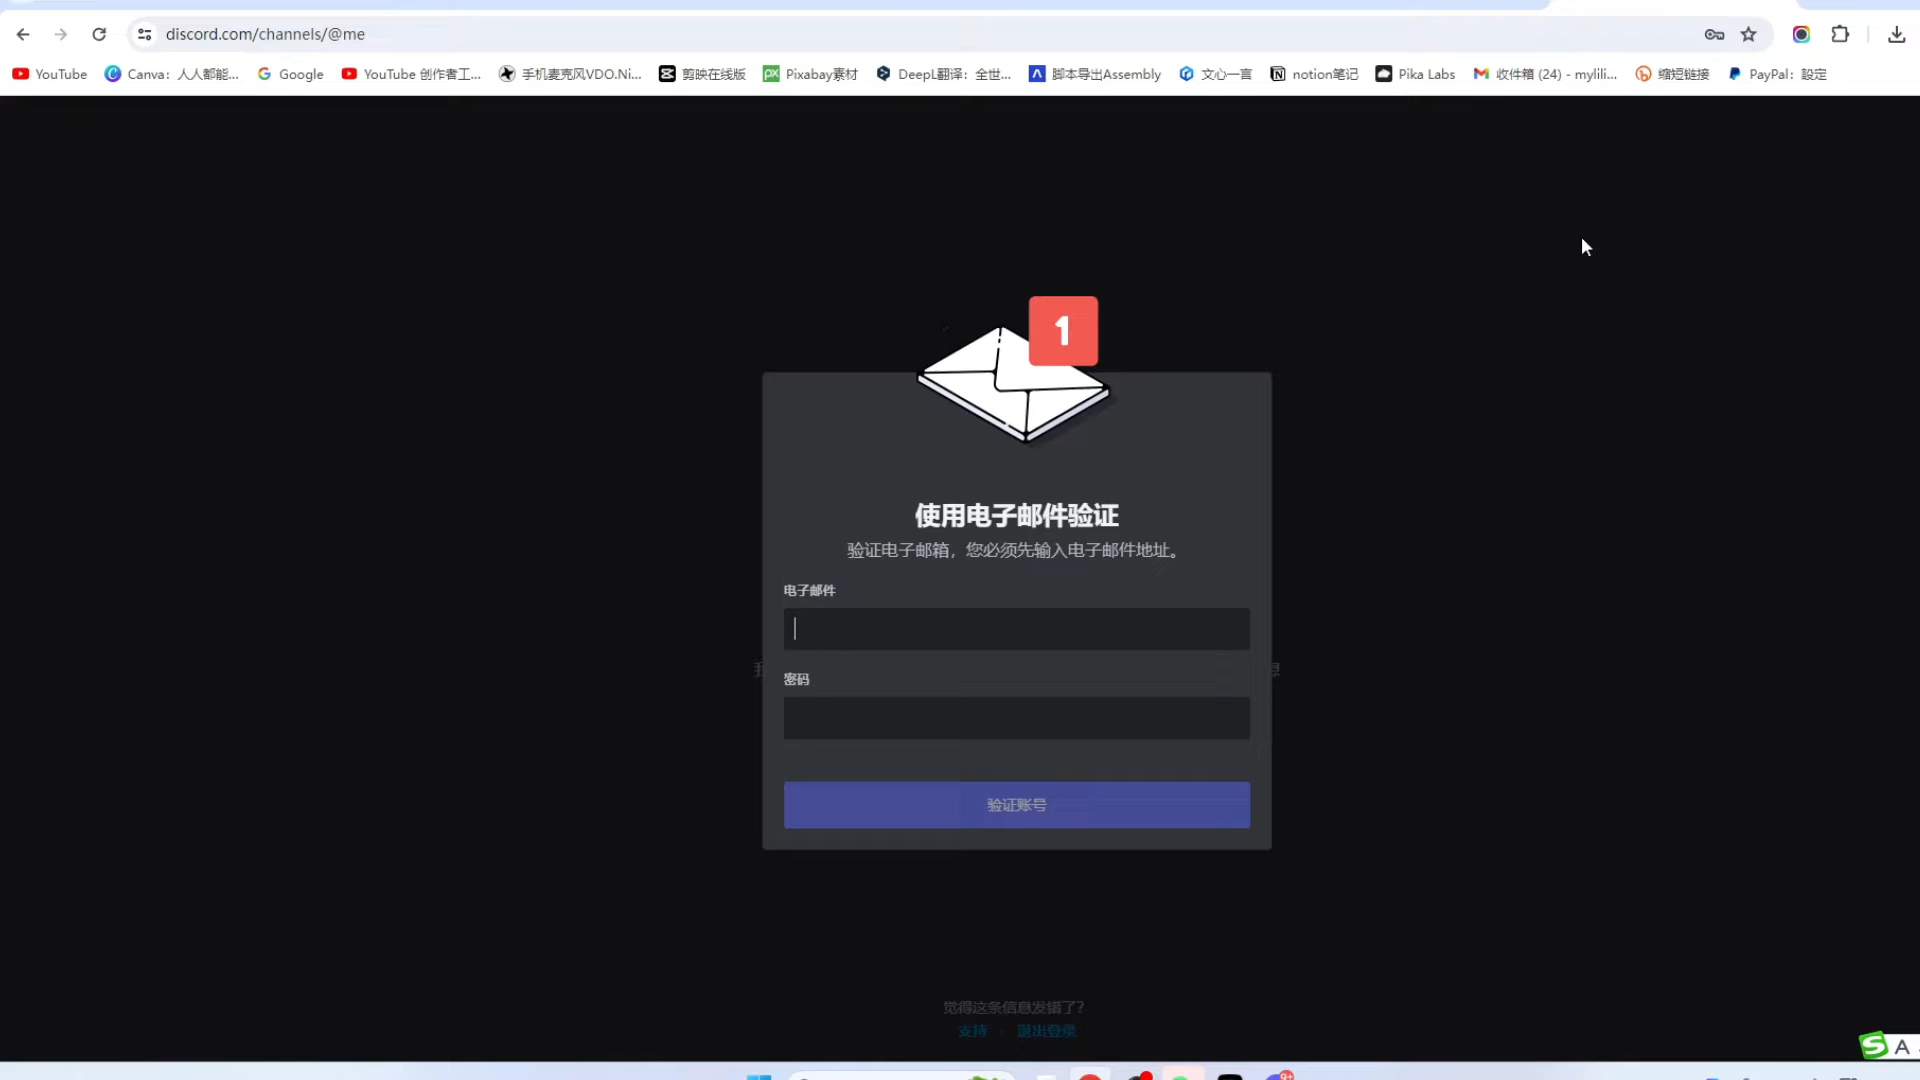 discord.com/channels/@me
YouTube Canva：人人都能... Google YouTube 创作者工... 手机麦克风VDO.Ni... 剪映在线版 Pixabay素材 DeepL翻译：全世... 脚本导出Assembly 文心一言 notion笔记 Pika Labs 收件箱 (24) - mylili... 缩短链接 PayPal：設定
1
使用电子邮件验证
验证电子邮箱，您必须先输入电子邮件地址。
电子邮件
密码
验证账号
觉得这条信息发错了？
支持 · 退出登录
A